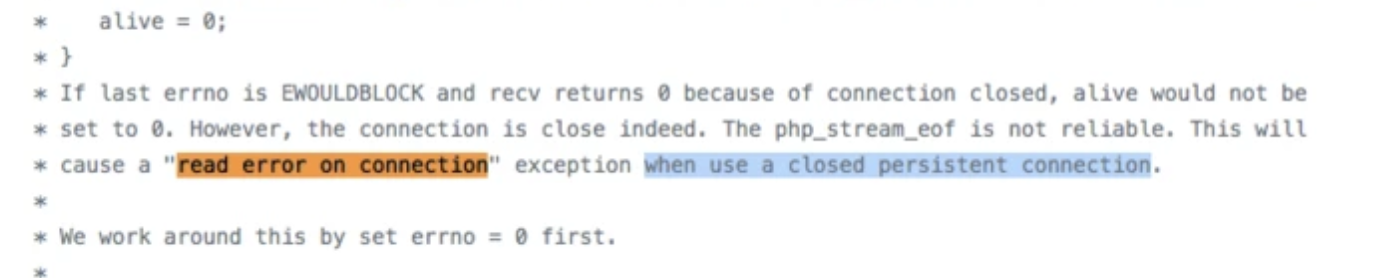 *    alive = 0;
* }
* If last errno is EWOULDBLOCK and recv returns 0 because of connection closed, alive would not be
* set to 0. However, the connection is close indeed. The php_stream_eof is not reliable. This will
* cause a "read error on connection" exception when use a closed persistent connection.
*
* We work around this by set errno = 0 first.
*